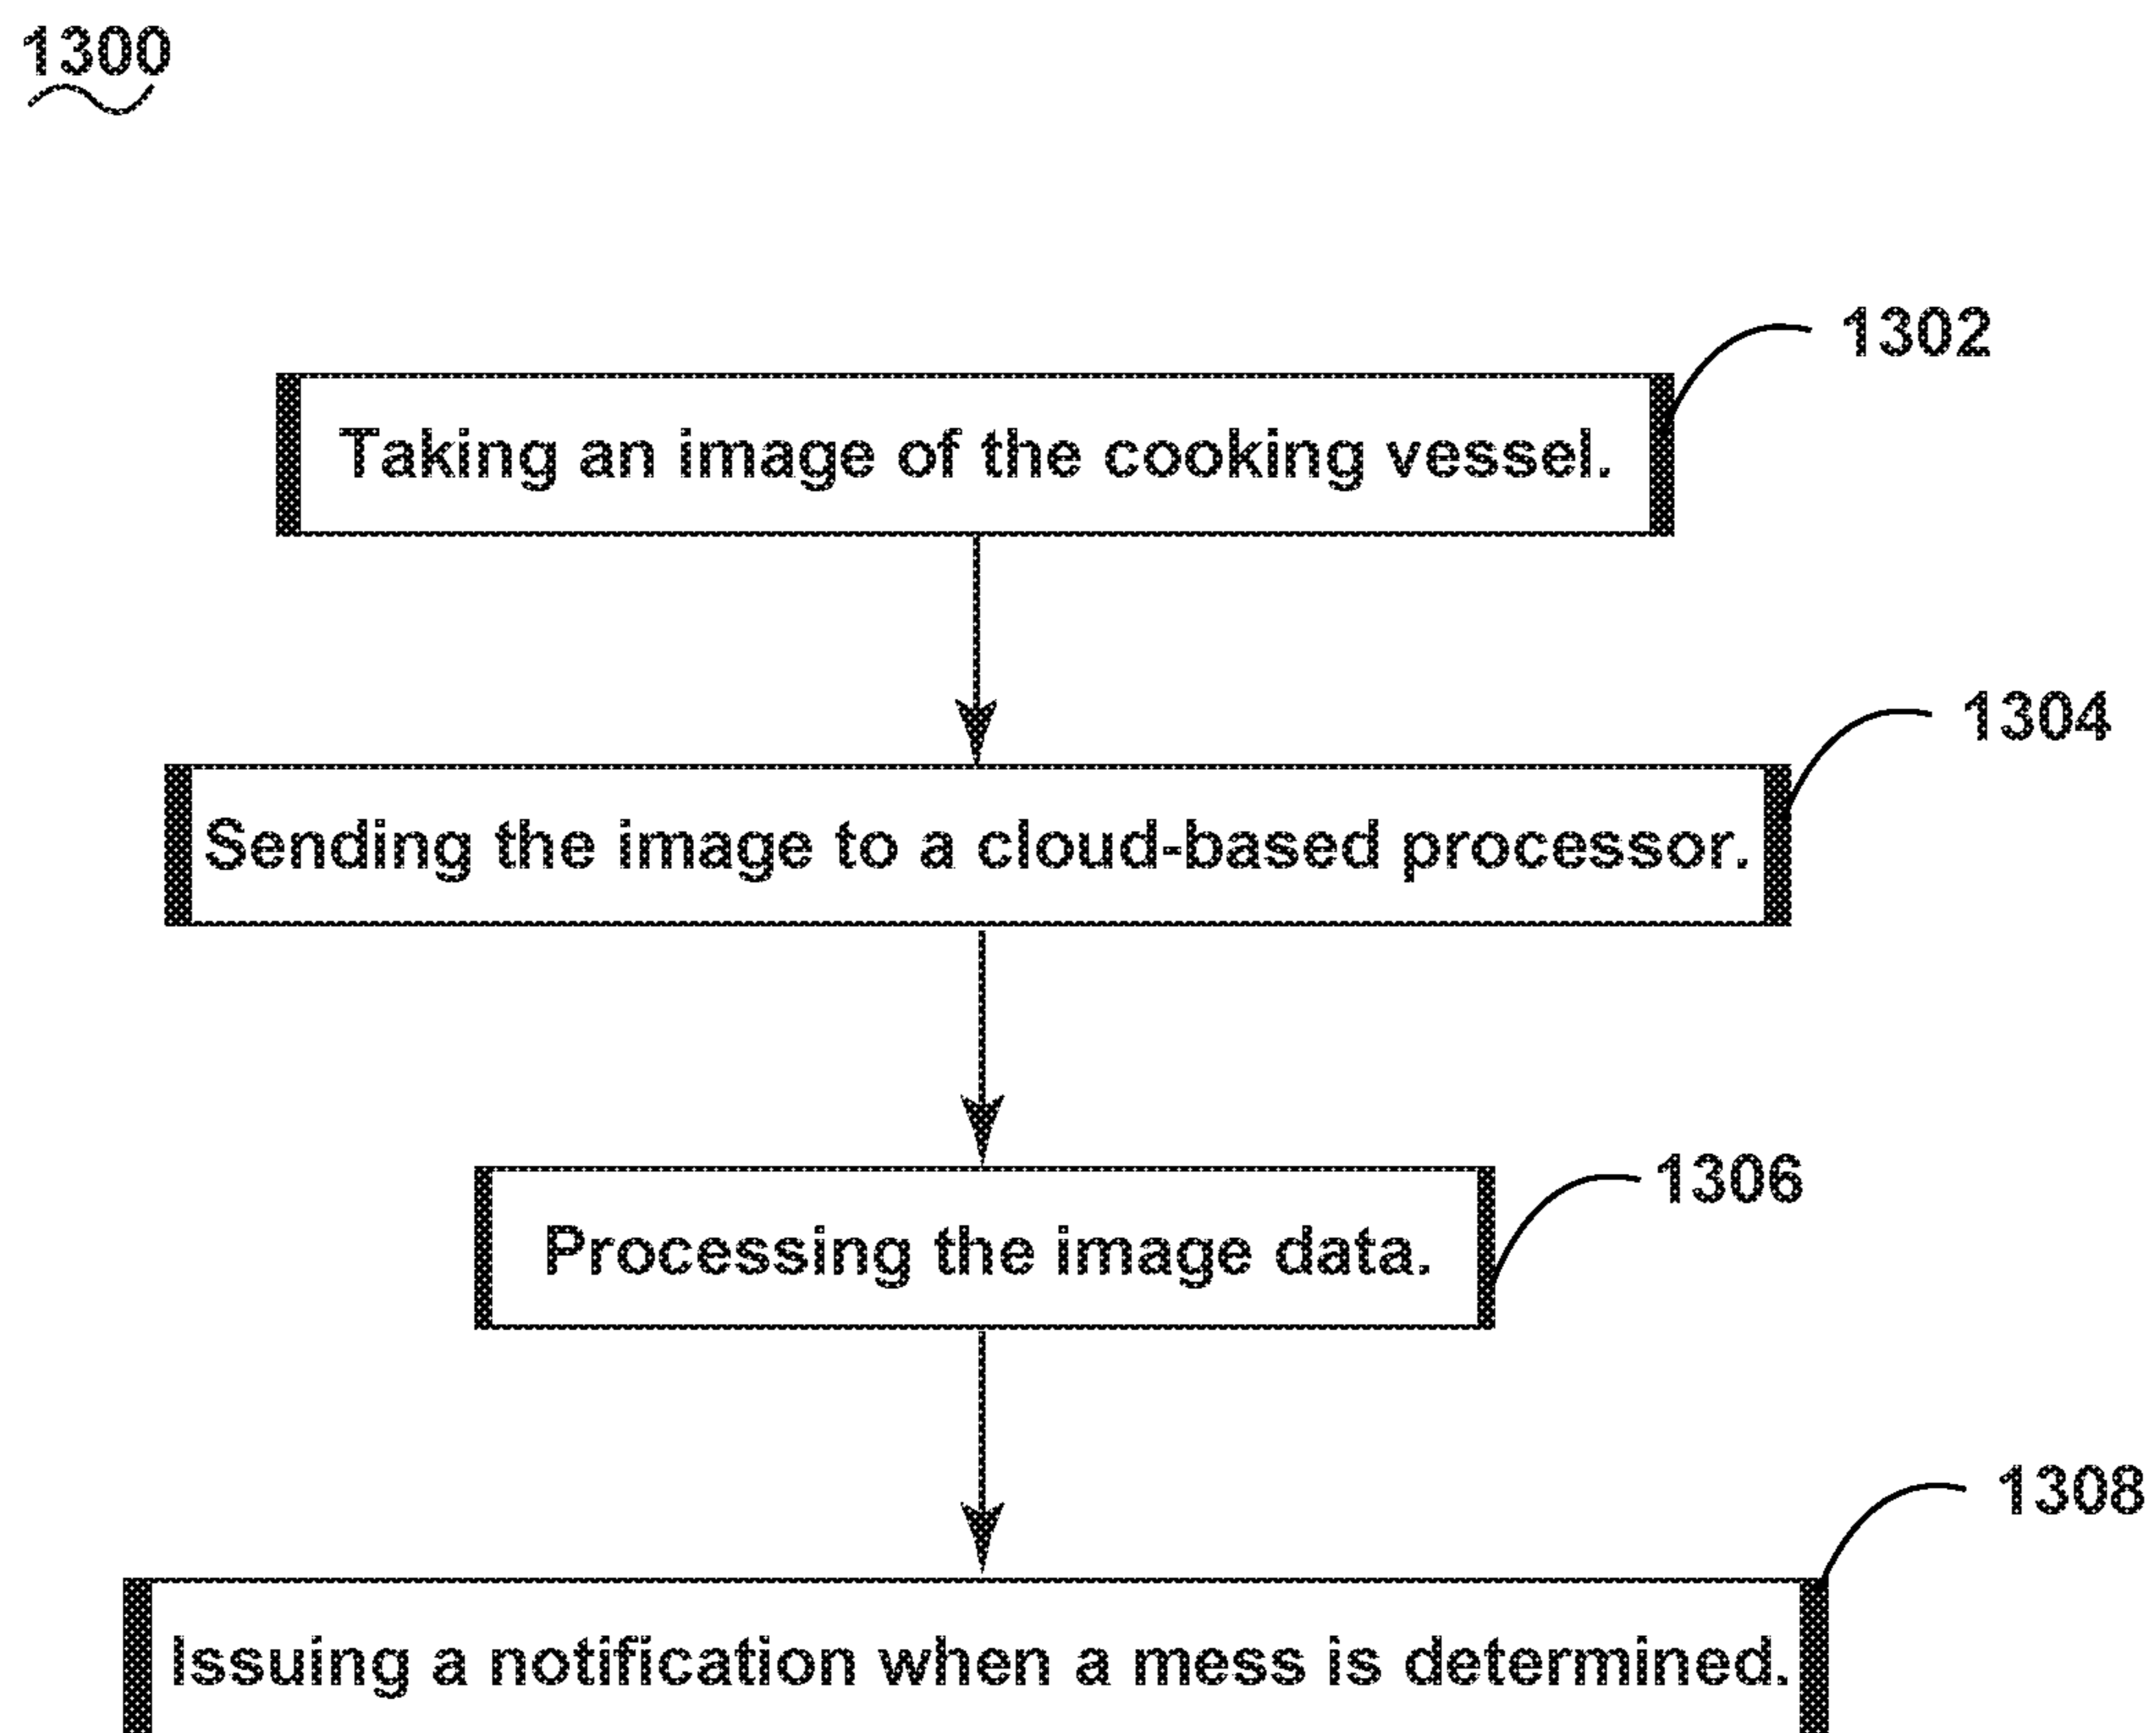 1300
1302
Taking an image of the cooking vessel.
1304
Sending the image to a cloud-based processor.
1306
Processing the image data.
1308
Issuing a notification when a mess is determined.